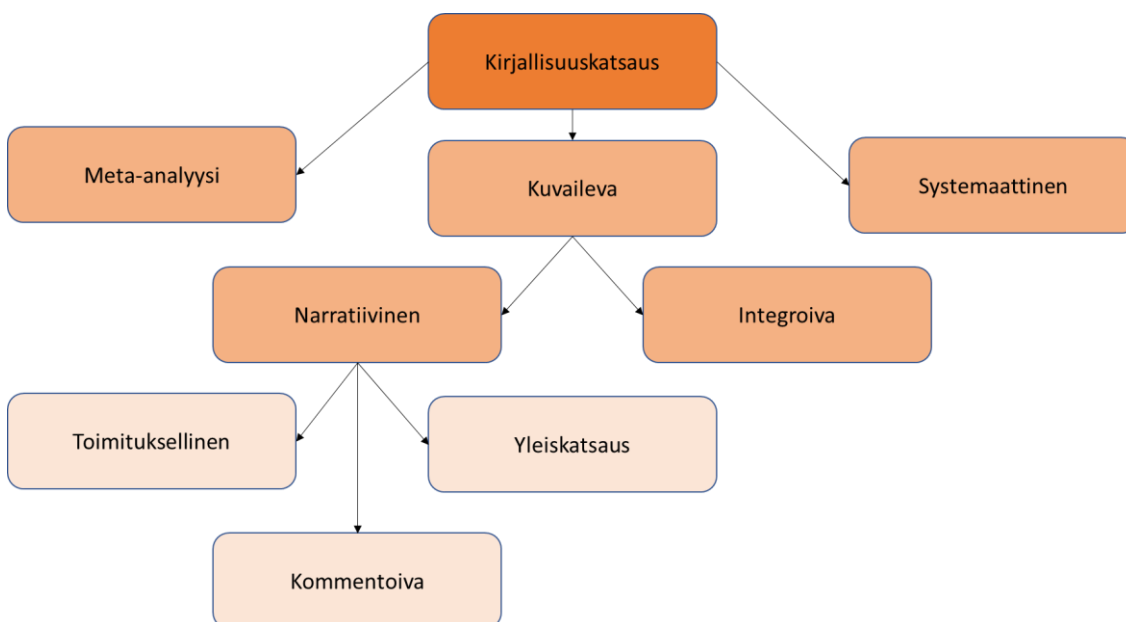 Kirjallisuuskatsaus
Meta-analyysi
Kuvaileva
Systemaattinen
Narratiivinen
Integroiva
Toimituksellinen
Yleiskatsaus
Kommentoiva